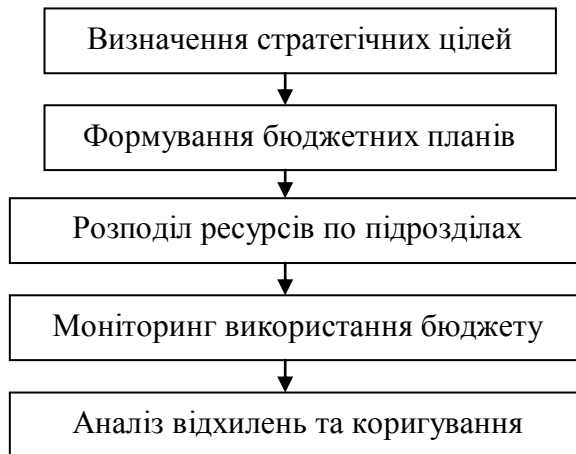 Визначення стратегічних цілей
Формування бюджетних планів
Розподіл ресурсів по підрозділах
Моніторинг використання бюджету
Аналіз відхилень та коригування